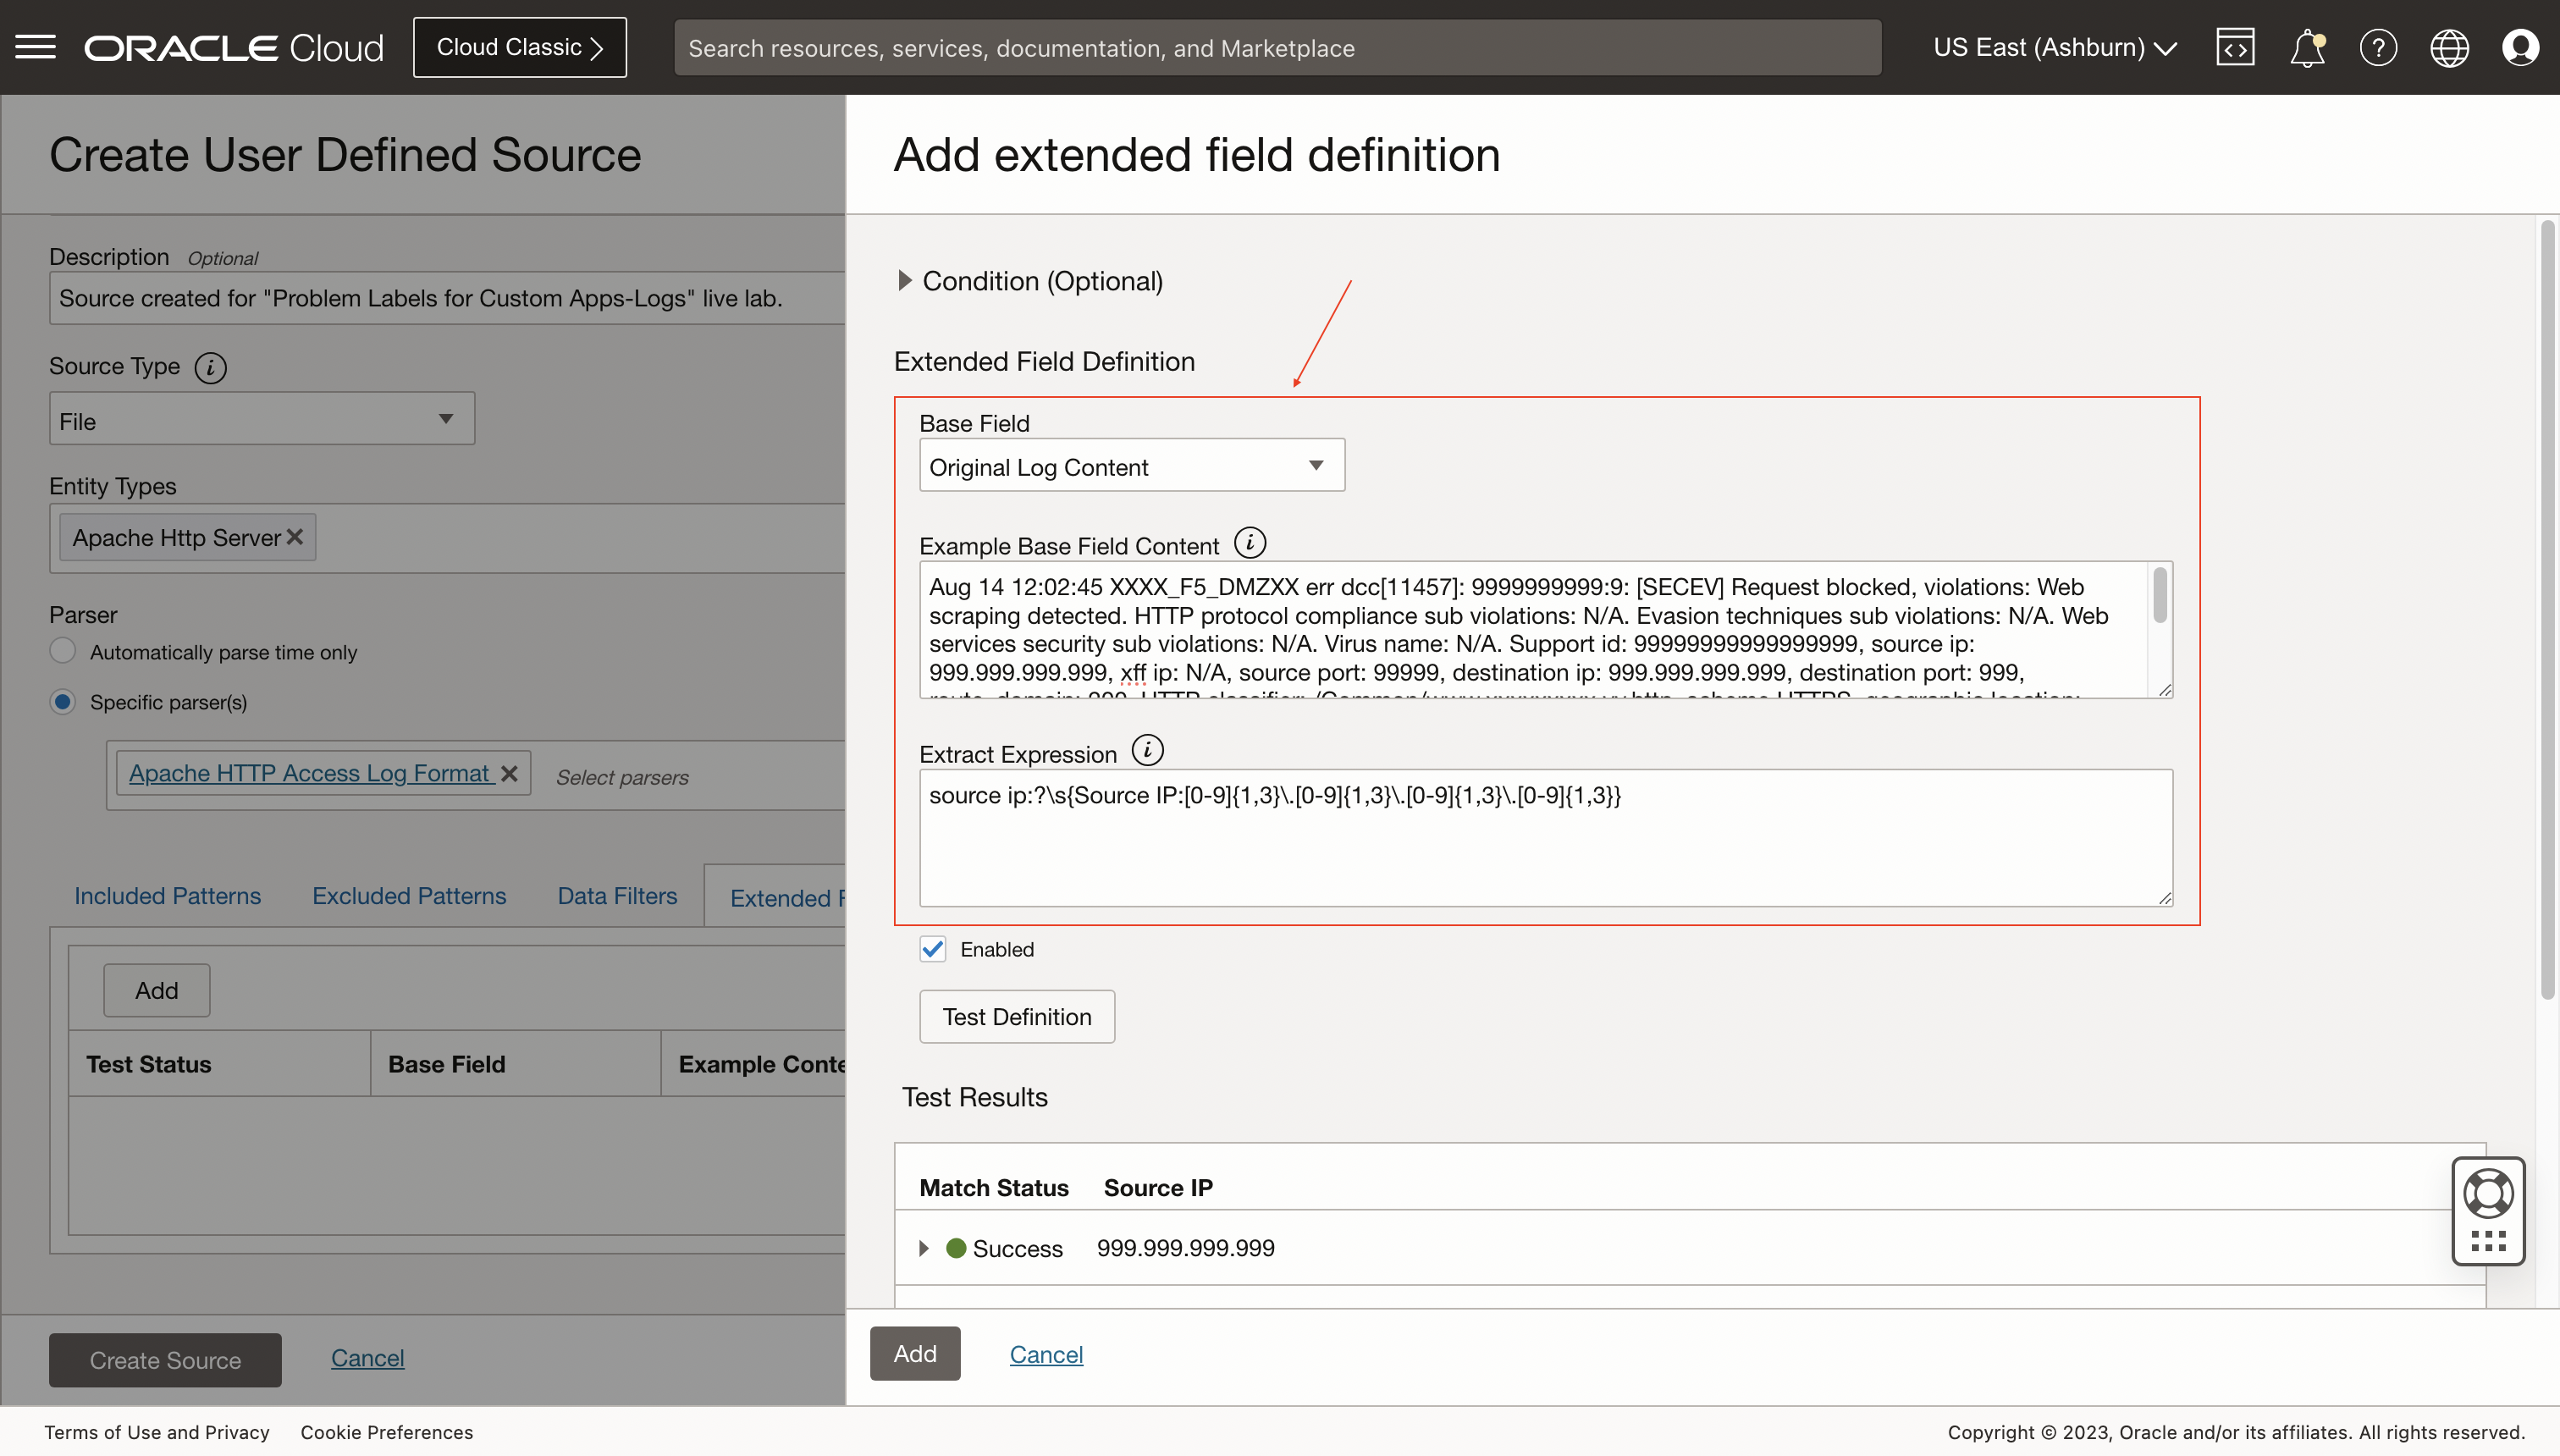 ORACLE Cloud
Cloud Classic
Search resources, services, documentation, and Marketplace
US East (Ashburn)
Create User Defined Source
Description Optional
Source created for "Problem Labels for Custom Apps-Logs" live lab.
Source Type
File
Entity Types
Apache Http Server
Parser
Automatically parse time only
Specific parser(s)
Apache HTTP Access Log Format
Select parsers
Included Patterns
Excluded Patterns
Data Filters
Extended F
Add
Test Status
Base Field
Example Conte
Create Source
Cancel
Add extended field definition
Condition (Optional)
Extended Field Definition
Base Field
Original Log Content
Example Base Field Content
Aug 14 12:02:45 XXXX_F5_DMZXX err dcc[11457]: 9999999999:9: [SECEV] Request blocked, violations: Web
scraping detected. HTTP protocol compliance sub violations: N/A. Evasion techniques sub violations: N/A. Web
services security sub violations: N/A. Virus name: N/A. Support id: 99999999999999999, source ip:
999.999.999.999, xff ip: N/A, source port: 99999, destination ip: 999.999.999.999, destination port: 999,
Extract Expression
source ip:?\s{Source IP:[0-9]{1,3}\.[0-9]{1,3}\.[0-9]{1,3}\.[0-9]{1,3}}
Enabled
Test Definition
Test Results
Match Status
Source IP
Success
999.999.999.999
Add
Cancel
Terms of Use and Privacy
Cookie Preferences
Copyright © 2023, Oracle and/or its affiliates. All rights reserved.